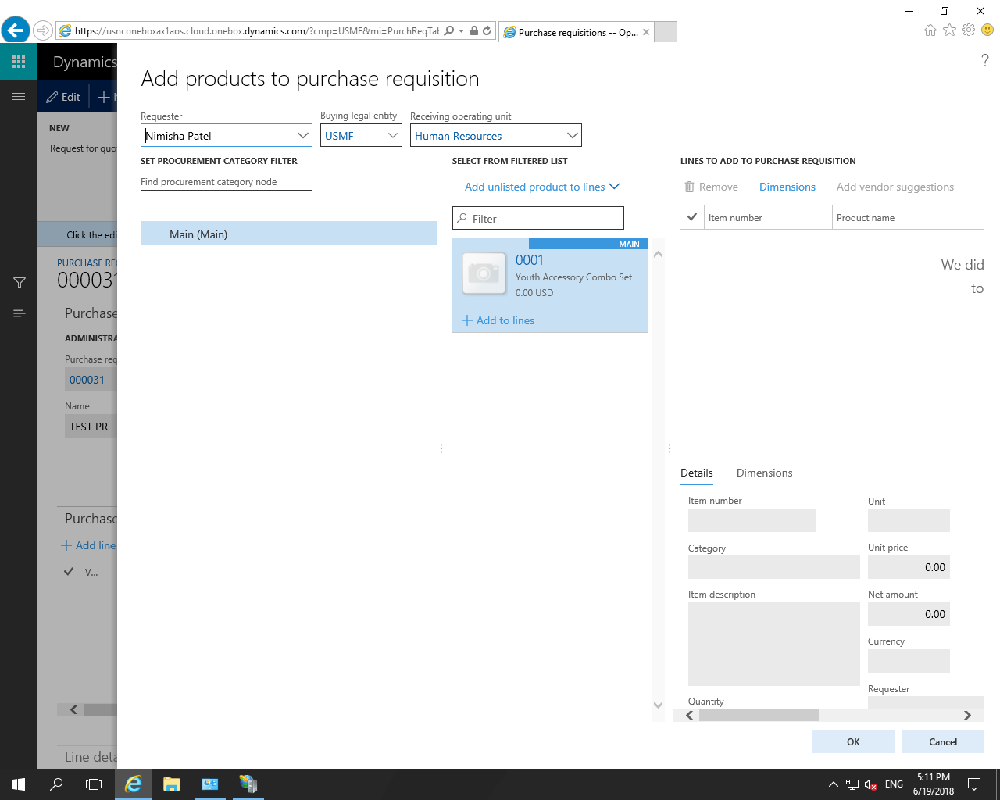 https://usnconeboxax1aos.cloud.onebox.dynamics.com/?cmp=USMF&mi=PurchReqTab
Purchase requisitions -- Op...
Dynamics
?
Add products to purchase requisition
Edit
NEW
Request for quo
Click the edi
PURCHASE RE
000031
Purchase
ADMINISTRA
Purchase req
000031
Name
TEST PR
Purchase
Add line
V...
Line deta
Requester
Nimisha Patel
Buying legal entity
USMF
Receiving operating unit
Human Resources
SET PROCUREMENT CATEGORY FILTER
Find procurement category node
Main (Main)
SELECT FROM FILTERED LIST
Add unlisted product to lines
Filter
MAIN
0001
Youth Accessory Combo Set
0.00 USD
Add to lines
LINES TO ADD TO PURCHASE REQUISITION
Remove Dimensions Add vendor suggestions
Item number Product name
We did
to
Details Dimensions
Item number
Unit
Category
Unit price
0.00
Item description
Net amount
0.00
Currency
Requester
Quantity
OK Cancel
ENG
5:11 PM
6/19/2018